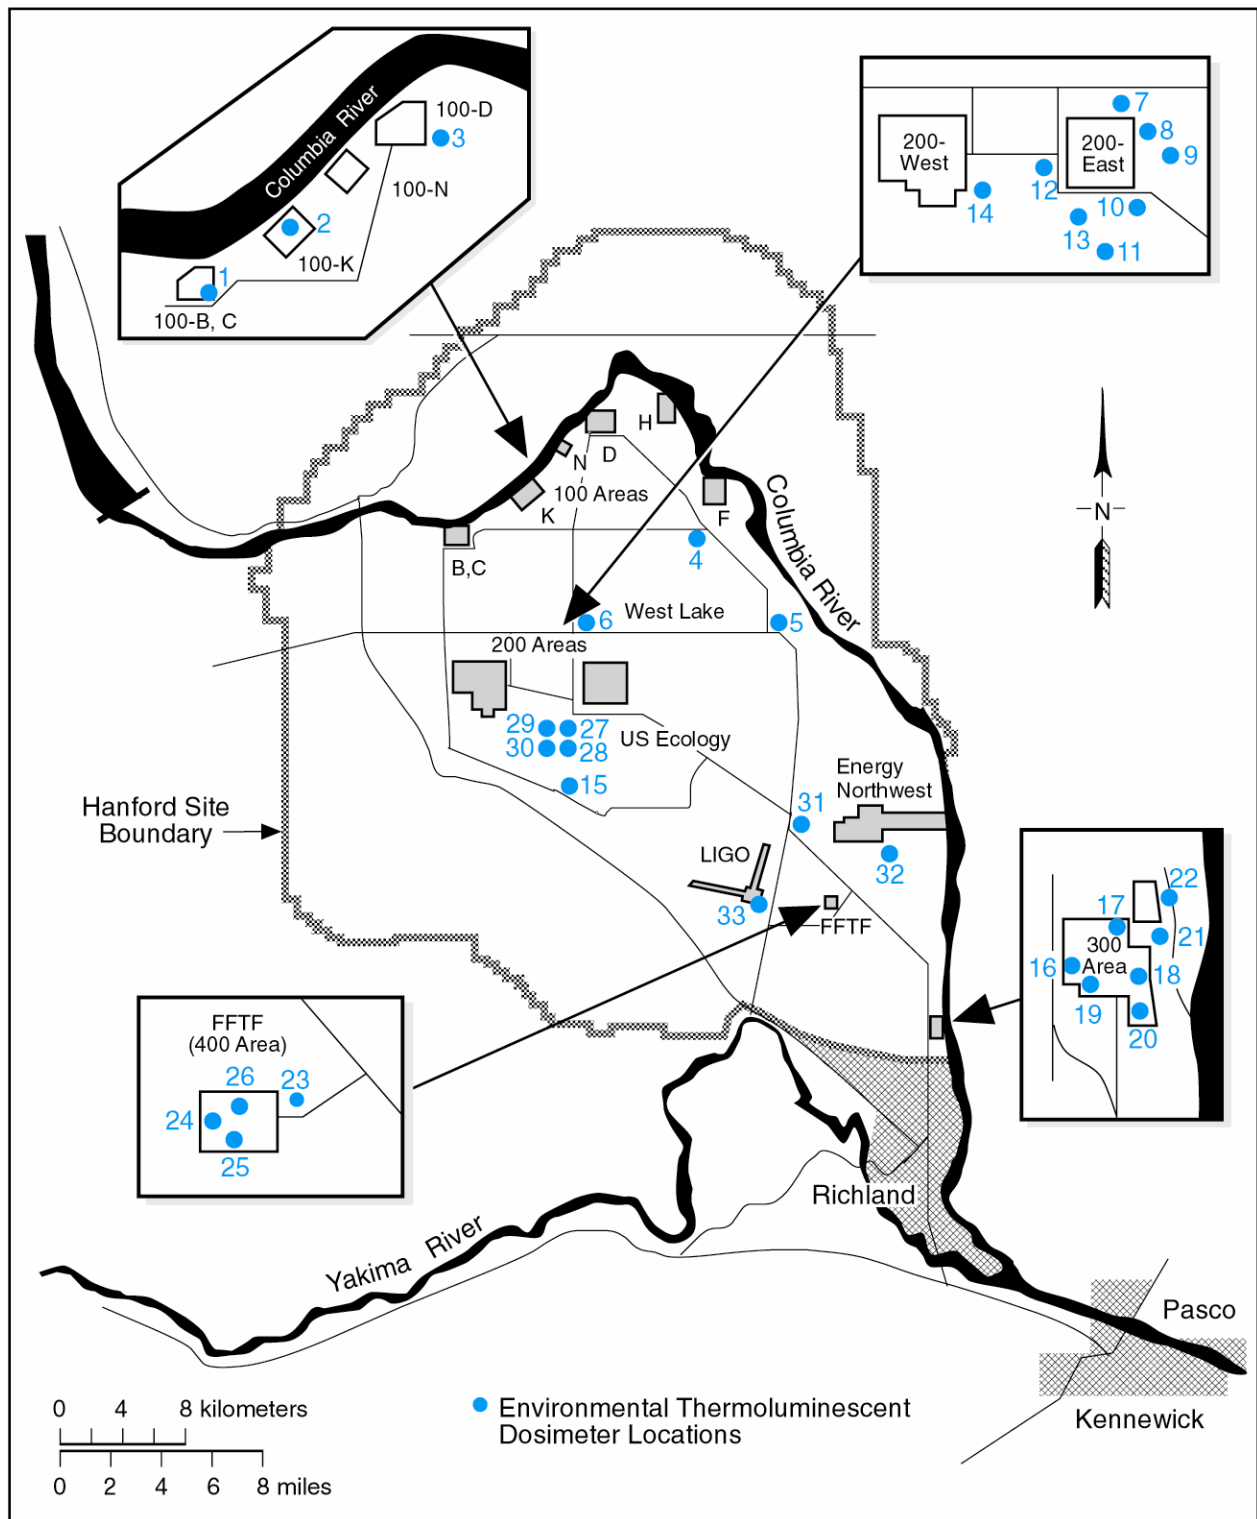 Columbia River
100-D
3
100-N
2
100-K
1
100-B, C
7
8
9
200-
West
200-
East
12
14
10
13
11
H
N
D
100 Areas
K
F
B,C
4
Columbia River
N
West Lake
6
5
200 Areas
29
27
30
28
US Ecology
15
Energy
Northwest
31
32
Hanford Site
Boundary
LIGO
33
FFTF
22
17
21
300
Area
16
18
19
20
FFTF
(400 Area)
26
23
24
25
Richland
Yakima River
Pasco
Kennewick
0 4 8 kilometers
0 2 4 6 8 miles
Environmental Thermoluminescent
Dosimeter Locations